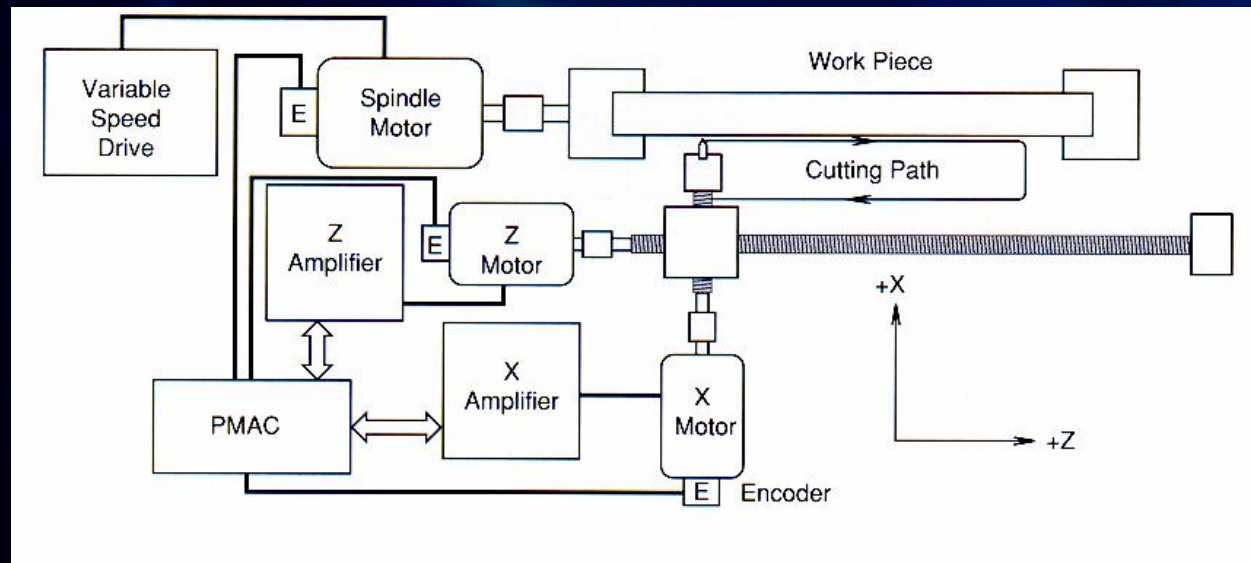 Variable
Speed
Drive
E
Spindle
Motor
Work Piece
Cutting Path
Z
Amplifier
E
Z
Motor
+X
+Z
X
Amplifier
X
Motor
PMAC
E
Encoder